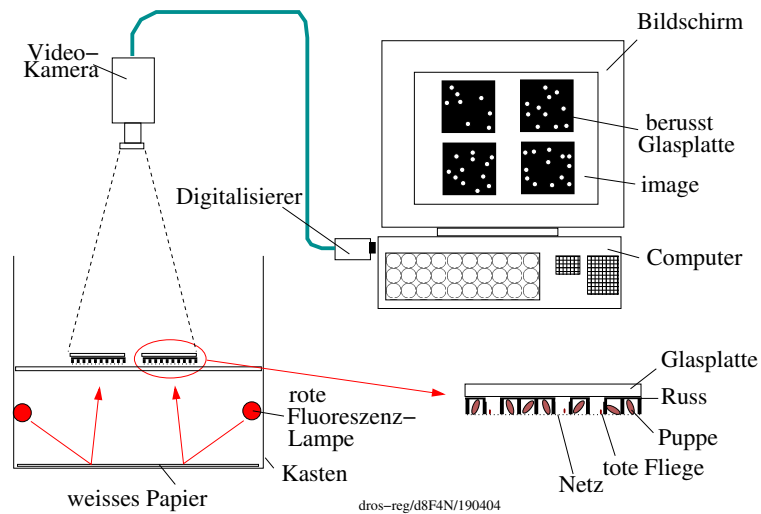 Video−
Kamera
Bildschirm
berusst
Glasplatte
image
Digitalisierer
Computer
Glasplatte
Russ
Puppe
tote Fliege
Netz
rote
Fluoreszenz−
Lampe
Kasten
weisses Papier
dros−reg/d8F4N/190404